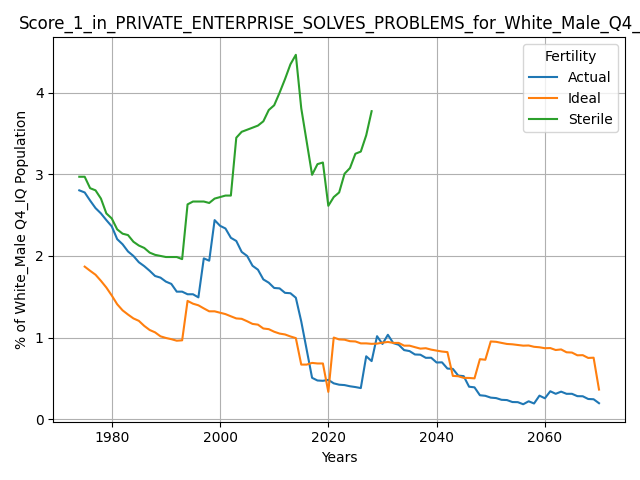 Score_1_in_PRIVATE_ENTERPRISE_SOLVES_PROBLEMS_for_White_Male_Q4_
Fertility
Actual
Ideal
Sterile
% of White_Male Q4_IQ Population
4
3
2
1
0
1980 2000 2020 2040 2060
Years